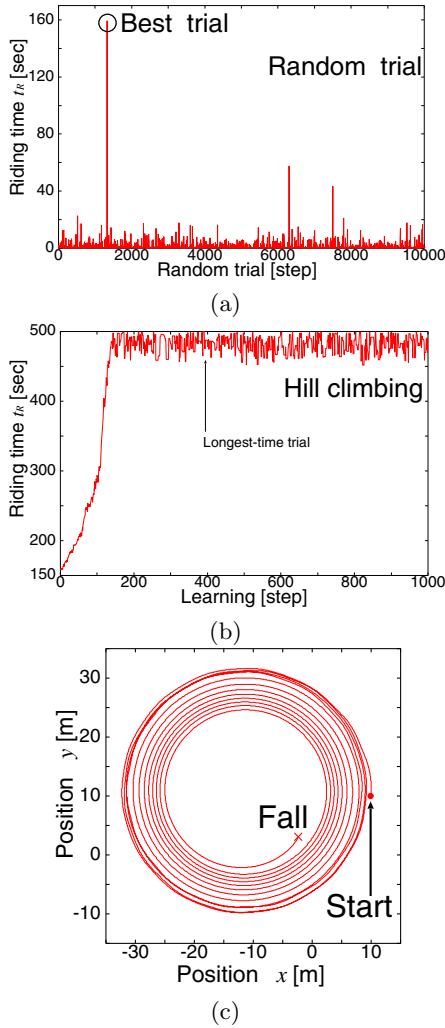 160
120
80
40
0
Riding time tR [sec]
Best trial
Random trial
0 2000 4000 6000 8000 10000
Random trial [step]
(a)
500
400
300
200
150
Riding time tR [sec]
Hill climbing
Longest-time trial
0 200 400 600 800 1000
Learning [step]
(b)
30
20
10
0
-10
Position y [m]
Fall
Start
-30 -20 -10 0 10
Position x [m]
(c)